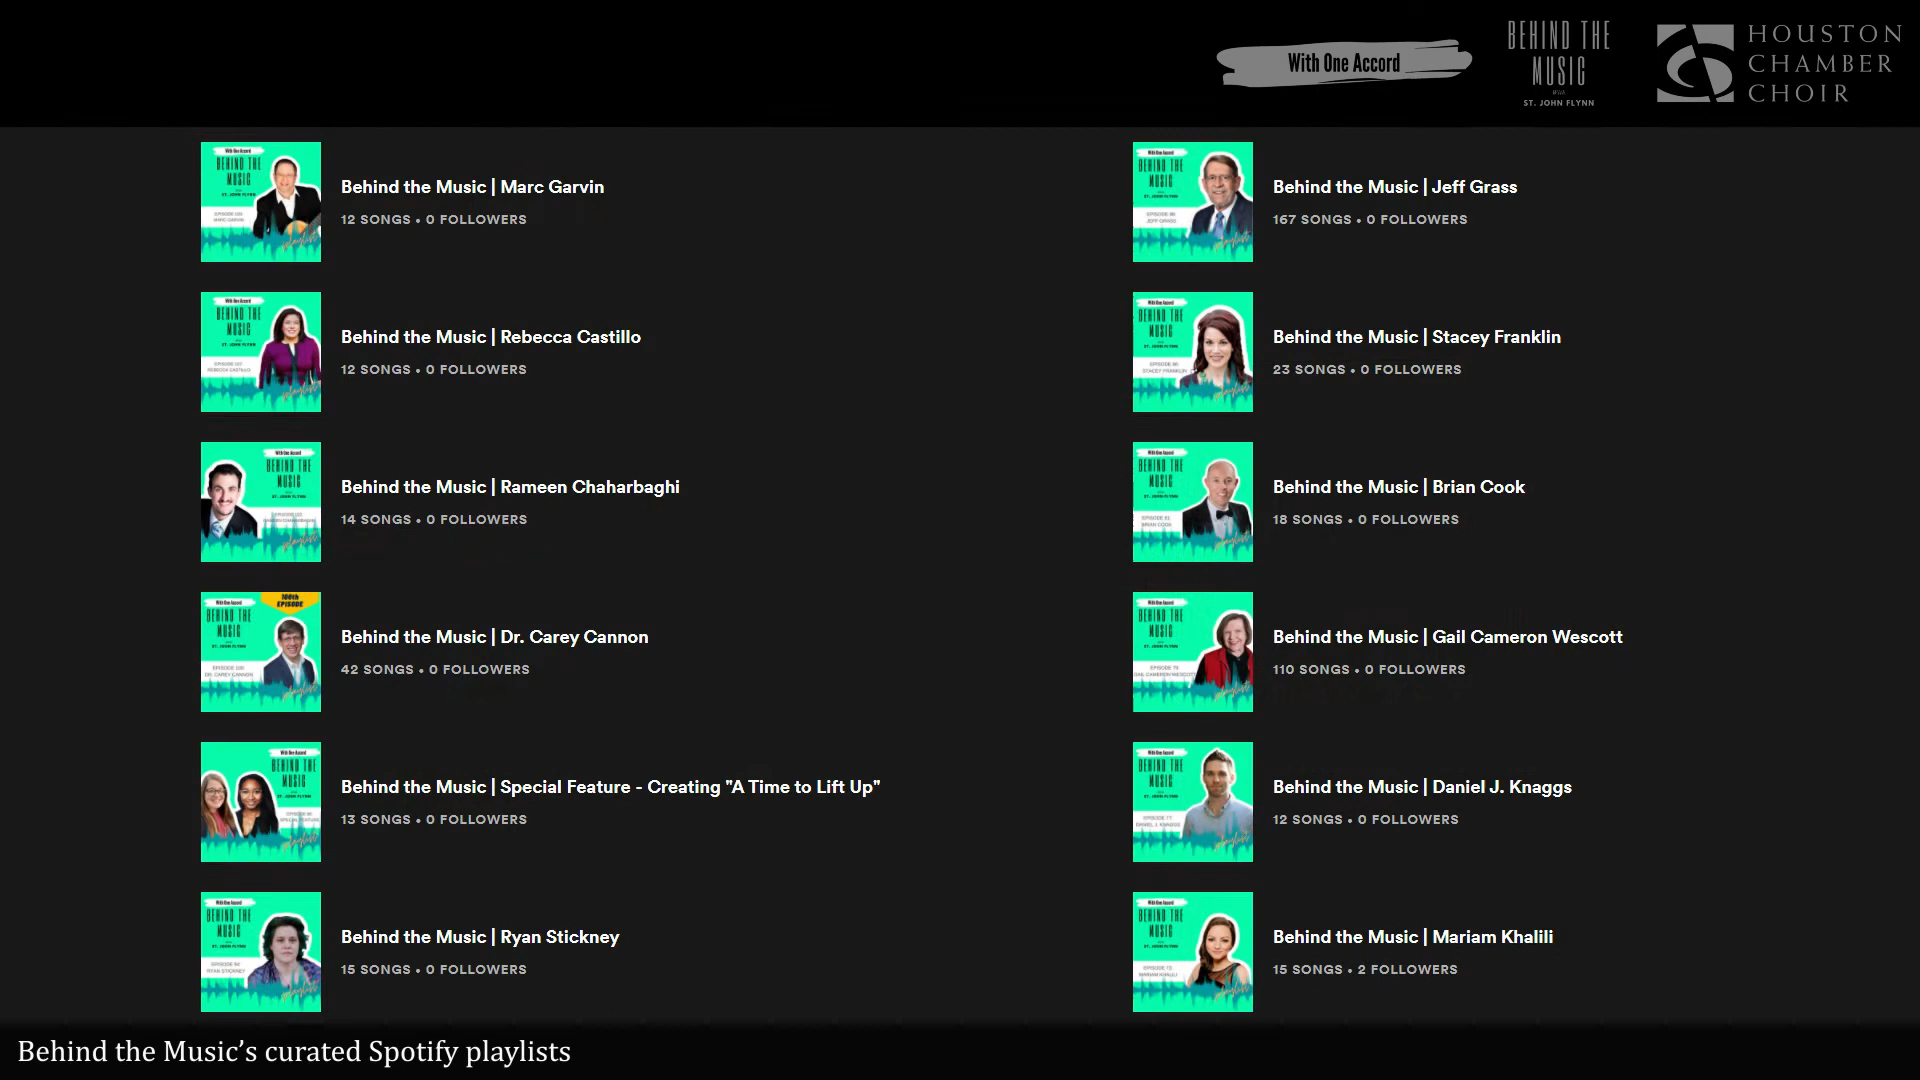 With One Accord
BEHIND THE
MUSIC
With
ST. JOHN FLYNN
HOUSTON
CHAMBER
CHOIR
Behind the Music | Marc Garvin
12 SONGS • 0 FOLLOWERS
Behind the Music | Jeff Grass
167 SONGS • 0 FOLLOWERS
Behind the Music | Rebecca Castillo
12 SONGS • 0 FOLLOWERS
Behind the Music | Stacey Franklin
23 SONGS • 0 FOLLOWERS
Behind the Music | Rameen Chaharbaghi
14 SONGS • 0 FOLLOWERS
Behind the Music | Brian Cook
18 SONGS • 0 FOLLOWERS
Behind the Music | Dr. Carey Cannon
42 SONGS • 0 FOLLOWERS
Behind the Music | Gail Cameron Wescott
110 SONGS • 0 FOLLOWERS
Behind the Music | Special Feature - Creating "A Time to Lift Up"
13 SONGS • 0 FOLLOWERS
Behind the Music | Daniel J. Knaggs
12 SONGS • 0 FOLLOWERS
Behind the Music | Ryan Stickney
15 SONGS • 0 FOLLOWERS
Behind the Music | Mariam Khalili
15 SONGS • 2 FOLLOWERS
Behind the Music's curated Spotify playlists